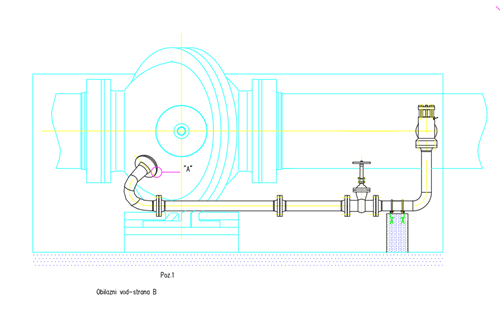 "A"
Poz.1
Obilazni vod-strana B